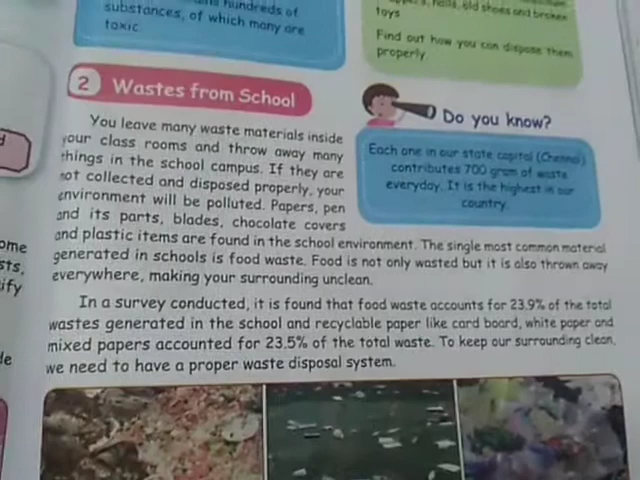 hundreds of
substances, of which many are
toxic
nails, old shoes and broken
toys
Find out how you can dispose them
properly.
2 Wastes from School
You leave many waste materials inside
your class rooms and throw away many
things in the school campus. If they are
not collected and disposed properly, your
environment will be polluted. Papers, pen
and its parts, blades, chocolate covers
and plastic items are found in the school environment. The single most common material
generated in schools is food waste. Food is not only wasted but it is also thrown away
everywhere, making your surrounding unclean.
Do you know?
Each one in our state capital (Chennai)
contributes 700 gram of waste
everyday. It is the highest in our
country.
In a survey conducted, it is found that food waste accounts for 23.9% of the total
wastes generated in the school and recyclable paper like card board, white paper and
mixed papers accounted for 23.5% of the total waste. To keep our surrounding clean,
we need to have a proper waste disposal system.